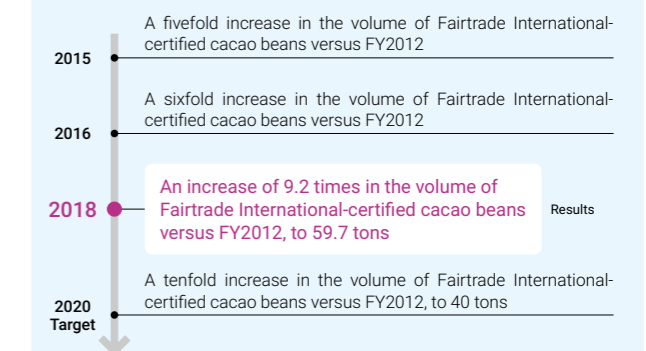 A fivefold increase in the volume of Fairtrade International-
certified cacao beans versus FY2012
2015
A sixfold increase in the volume of Fairtrade International-
certified cacao beans versus FY2012
2016
An increase of 9.2 times in the volume of
2018 Fairtrade International-certified cacao beans Results
versus FY2012, to 59.7 tons
A tenfold increase in the volume of Fairtrade International-
certified cacao beans versus FY2012, to 40 tons
2020
Target